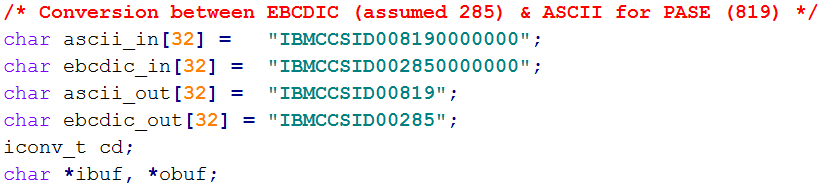 /* Conversion between EBCDIC (assumed 285) & ASCII for PASE (819) */
char ascii_in[32] =   "IBMCCSID008190000000";
char ebcdic_in[32] =  "IBMCCSID002850000000";
char ascii_out[32] =  "IBMCCSID00819";
char ebcdic_out[32] = "IBMCCSID00285";
iconv_t cd;
char *ibuf, *obuf;